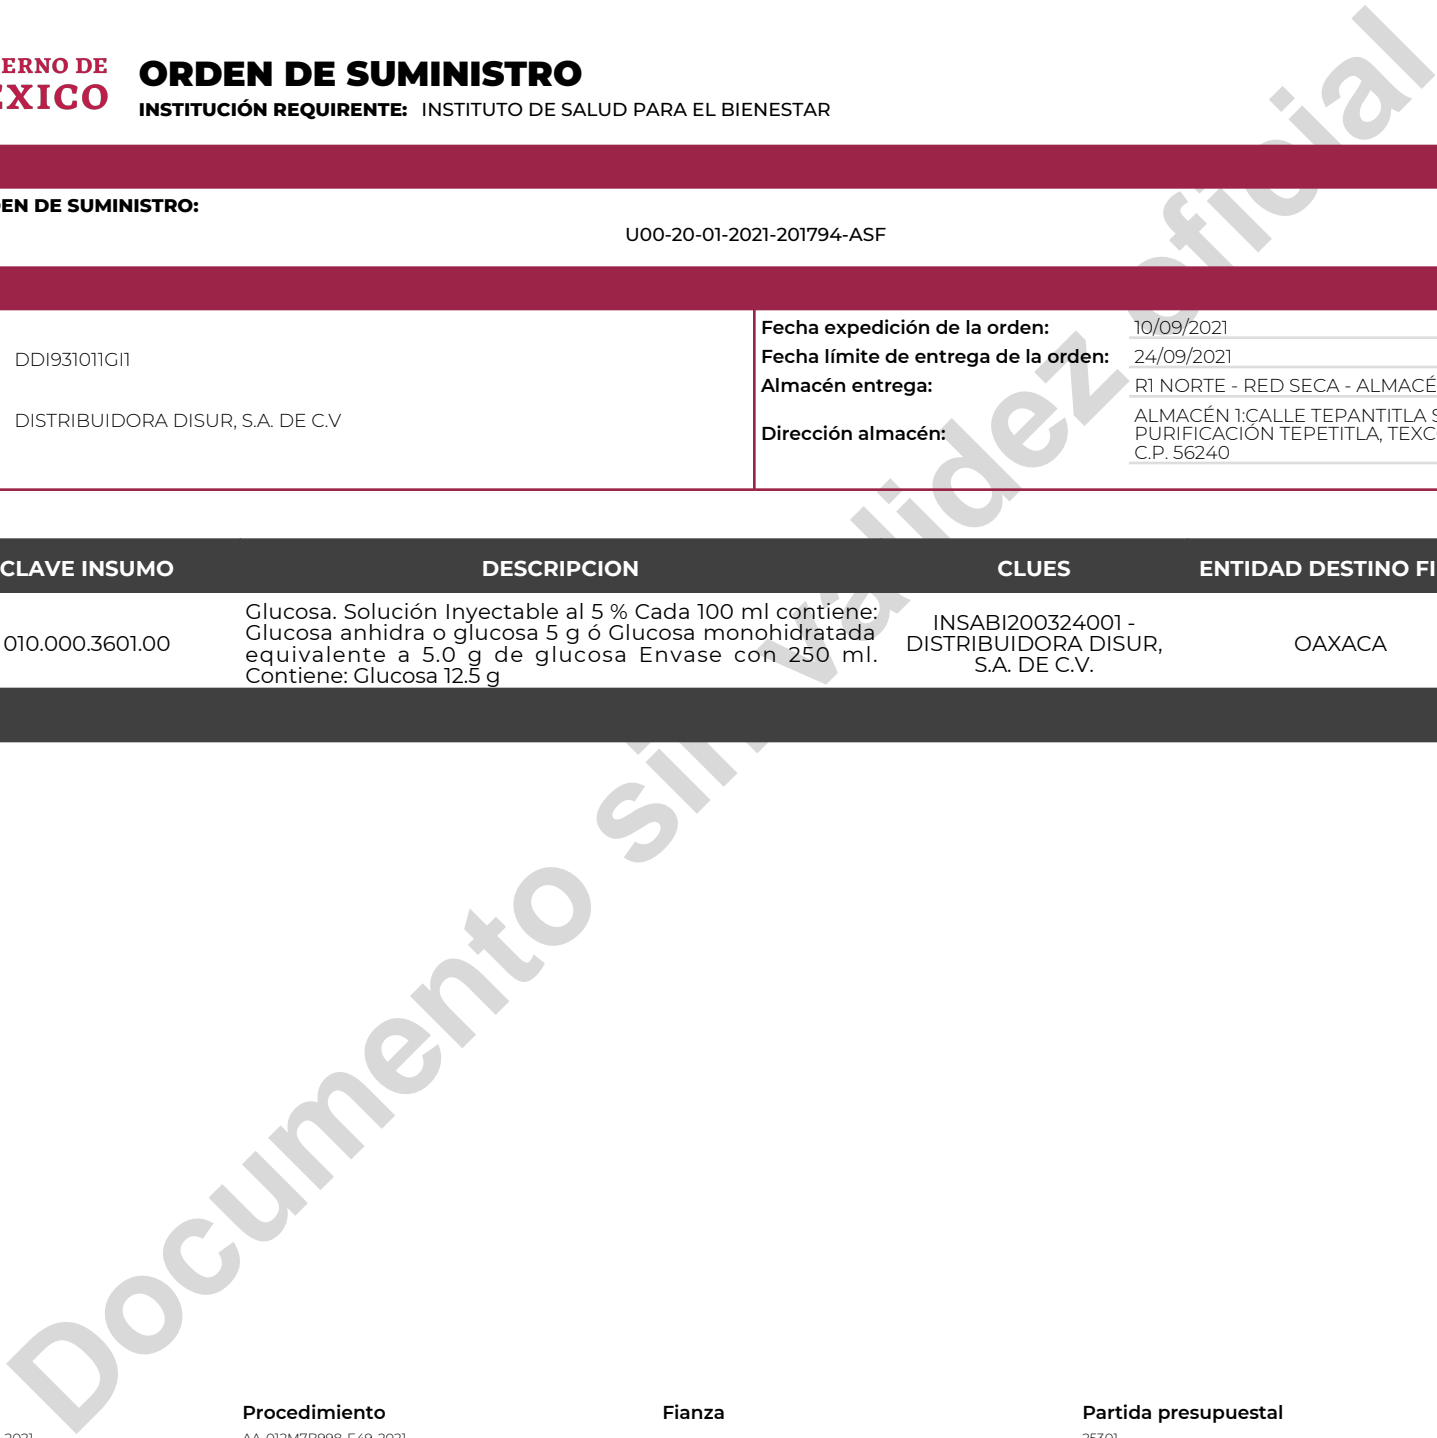 ORDEN DE SUMINISTRO
INSTITUCIÓN REQUIRENTE: INSTITUTO DE SALUD PARA EL BIENESTAR
ERNO DE
EXICO
EN DE SUMINISTRO:
U00-20-01-2021-201794-ASF
DDI931011GI1
DISTRIBUIDORA DISUR, S.A. DE C.V
Fecha expedición de la orden: 10/09/2021
Fecha límite de entrega de la orden: 24/09/2021
Almacén entrega: R1 NORTE - RED SECA - ALMACÉ
Dirección almacén:
ALMACÉN 1:CALLE TEPANTITLA S
PURIFICACIÓN TEPETITLA, TEXC
C.P. 56240
CLAVE INSUMO DESCRIPCION CLUES ENTIDAD DESTINO FI
010.000.3601.00
Glucosa. Solución Inyectable al 5 % Cada 100 ml contiene:
Glucosa anhidra o glucosa 5 g ó Glucosa monohidratada
equivalente a 5.0 g de glucosa Envase con 250 ml.
Contiene: Glucosa 12.5 g
INSABI200324001 -
DISTRIBUIDORA DISUR,
S.A. DE C.V.
OAXACA
Documento sin validez oficial
Procedimiento Fianza Partida presupuestal